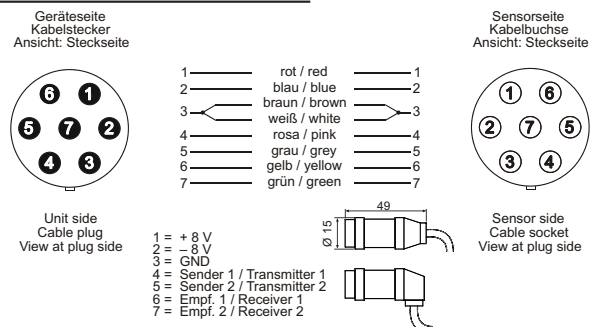 Geräteseite
Kabelstecker
Ansicht: Steckseite
Sensorseite
Kabelbuchse
Ansicht: Steckseite
6 1
5 7 2
4 3
1 rot / red 1
2 blau / blue 2
braun / brown
3 3
weiß / white
4 rosa / pink 4
5 grau / grey 5
6 gelb / yellow 6
7 grün / green 7
1 6
2 7 5
3 4
Unit side
Cable plug
View at plug side
1 = + 8 V
2 = – 8 V
3 = GND
4 = Sender 1 / Transmitter 1
5 = Sender 2 / Transmitter 2
6 = Empf. 1 / Receiver 1
7 = Empf. 2 / Receiver 2
49
Ø 15
Sensor side
Cable socket
View at plug side